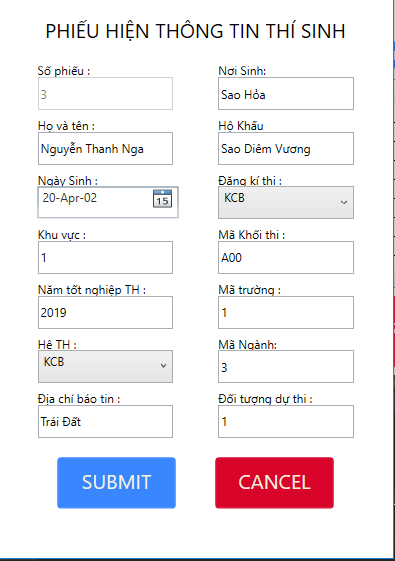 PHIẾU HIỆN THÔNG TIN THÍ SINH
Số phiếu :
3
Nơi Sinh:
Sao Hỏa
Họ và tên :
Nguyễn Thanh Nga
Hộ Khẩu
Sao Diêm Vương
Ngày Sinh :
20-Apr-02
15
Đăng kí thi :
KCB
Khu vực :
1
Mã Khối thi :
A00
Năm tốt nghiệp TH :
2019
Mã trường :
1
Hê TH :
KCB
Mã Ngành:
3
Địa chí báo tin :
Trái Đất
Đối tượng dự thi :
1
SUBMIT
CANCEL